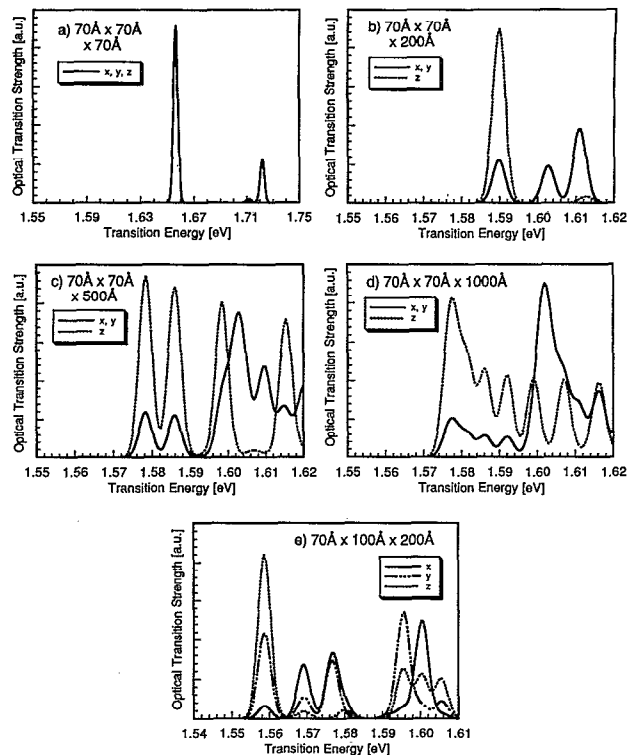 a) 70Å x 70Å
x 70Å
x, y, z
Optical Transition Strength [a.u.]
1.55 1.59 1.63 1.67 1.71 1.75
Transition Energy [eV]
b) 70Å x 70Å
x 200Å
x, y
z
Optical Transition Strength [a.u.]
1.55 1.56 1.57 1.58 1.59 1.60 1.61 1.62
Transition Energy [eV]
c) 70Å x 70Å
x 500Å
x, y
z
Optical Transition Strength [a.u.]
1.55 1.56 1.57 1.58 1.59 1.60 1.61 1.62
Transition Energy [eV]
d) 70Å x 70Å x 1000Å
x, y
z
Optical Transition Strength [a.u.]
1.55 1.56 1.57 1.58 1.59 1.60 1.61 1.62
Transition Energy [eV]
e) 70Å x 100Å x 200Å
x
y
z
Optical Transition Strength [a.u.]
1.54 1.55 1.56 1.57 1.58 1.59 1.60 1.61
Transition Energy [eV]